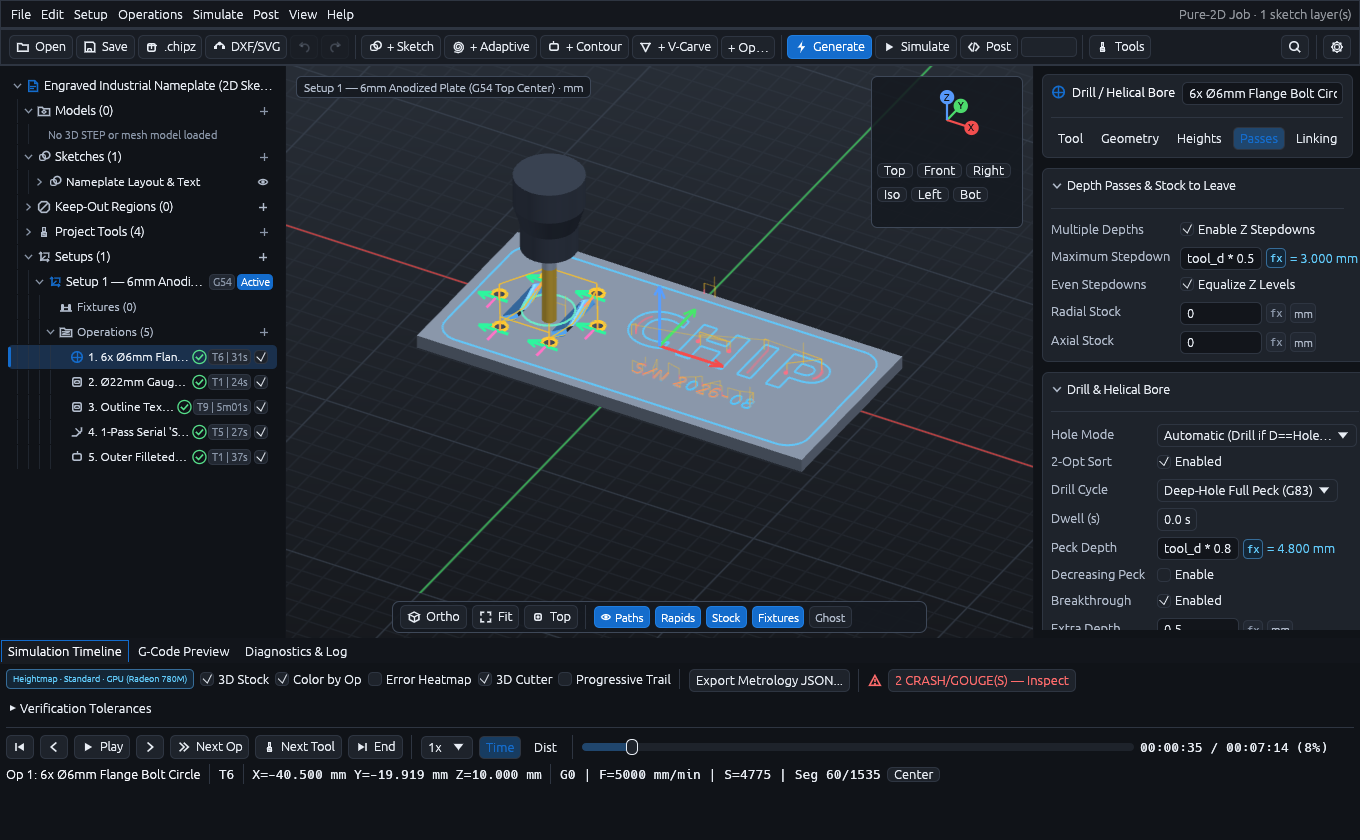 File Edit Setup Operations Simulate Post View Help
Pure-2D Job · 1 sketch layer(s)
Open Save .chipz DXF/SVG + Sketch + Adaptive + Contour + V-Carve + Op… Generate Simulate Post Tools
Engraved Industrial Nameplate (2D Ske…
Models (0) +
No 3D STEP or mesh model loaded
Sketches (1) +
Nameplate Layout & Text
Keep-Out Regions (0) +
Project Tools (4) +
Setups (1) +
Setup 1 — 6mm Anodi… G54 Active
Fixtures (0)
Operations (5) +
1. 6x Ø6mm Flan… T6 | 31s
2. Ø22mm Gaug… T1 | 24s
3. Outline Tex… T9 | 5m01s
4. 1-Pass Serial 'S… T5 | 27s
5. Outer Filleted… T1 | 37s
Setup 1 — 6mm Anodized Plate (G54 Top Center) · mm
Z
Y
X
Top Front Right
Iso Left Bot
CHIP
S/N 2026-08
Ortho Fit Top Paths Rapids Stock Fixtures Ghost
Drill / Helical Bore 6x Ø6mm Flange Bolt Circ
Tool Geometry Heights Passes Linking
Depth Passes & Stock to Leave
Multiple Depths Enable Z Stepdowns
Maximum Stepdown tool_d * 0.5 fx = 3.000 mm
Even Stepdowns Equalize Z Levels
Radial Stock 0 fx mm
Axial Stock 0 fx mm
Drill & Helical Bore
Hole Mode Automatic (Drill if D==Hole…
2-Opt Sort Enabled
Drill Cycle Deep-Hole Full Peck (G83)
Dwell (s) 0.0 s
Peck Depth tool_d * 0.8 fx = 4.800 mm
Decreasing Peck Enable
Breakthrough Enabled
Extra Depth 0.5 fx mm
Simulation Timeline G-Code Preview Diagnostics & Log
Heightmap · Standard · GPU (Radeon 780M) 3D Stock Color by Op Error Heatmap 3D Cutter Progressive Trail Export Metrology JSON… 2 CRASH/GOUGE(S) — Inspect
Verification Tolerances
Play Next Op Next Tool End 1x Time Dist 00:00:35 / 00:07:14 (8%)
Op 1: 6x Ø6mm Flange Bolt Circle T6 X=-40.500 mm Y=-19.919 mm Z=10.000 mm G0 | F=5000 mm/min | S=4775 | Seg 60/1535 Center